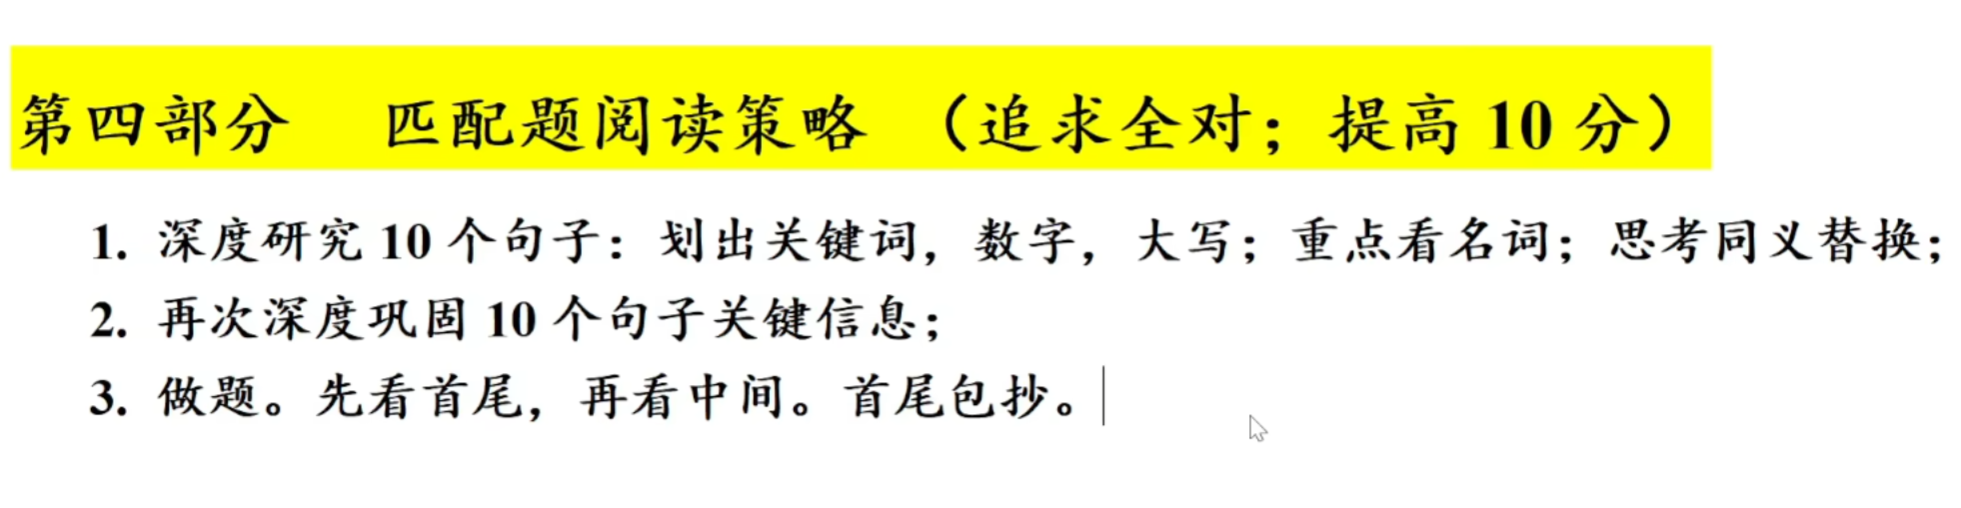 第四部分 匹配题阅读策略 （追求全对；提高 10 分）
1. 深度研究 10 个句子：划出关键词，数字，大写；重点看名词；思考同义替换；
2. 再次深度巩固 10 个句子关键信息；
3. 做题。先看首尾，再看中间。首尾包抄。